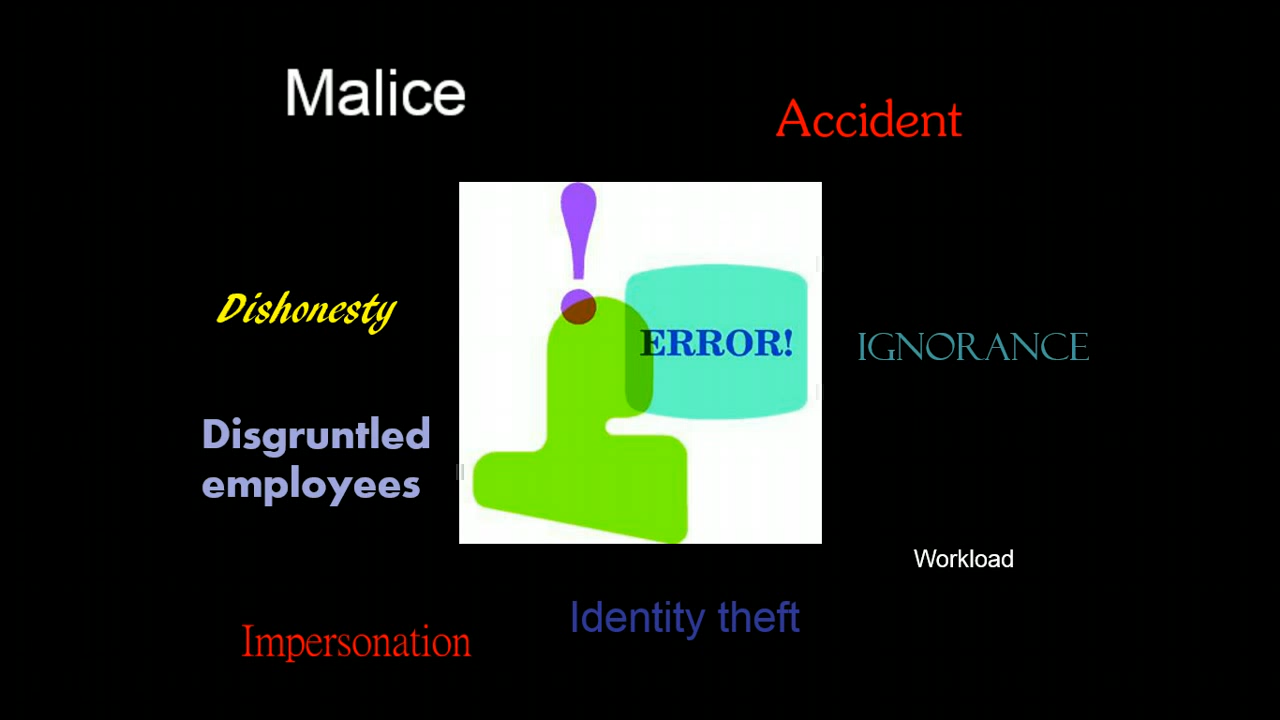 Malice
Accident
Dishonesty
ERROR!
IGNORANCE
Disgruntled
employees
Workload
Identity theft
Impersonation